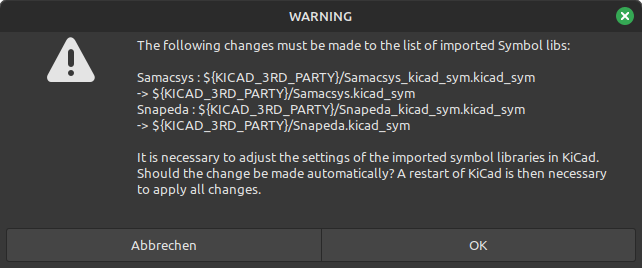 WARNING
The following changes must be made to the list of imported Symbol libs:
Samacsys : ${KICAD_3RD_PARTY}/Samacsys_kicad_sym.kicad_sym
-> ${KICAD_3RD_PARTY}/Samacsys.kicad_sym
Snapeda : ${KICAD_3RD_PARTY}/Snapeda_kicad_sym.kicad_sym
-> ${KICAD_3RD_PARTY}/Snapeda.kicad_sym
It is necessary to adjust the settings of the imported symbol libraries in KiCad.
Should the change be made automatically? A restart of KiCad is then necessary
to apply all changes.
Abbrechen
OK